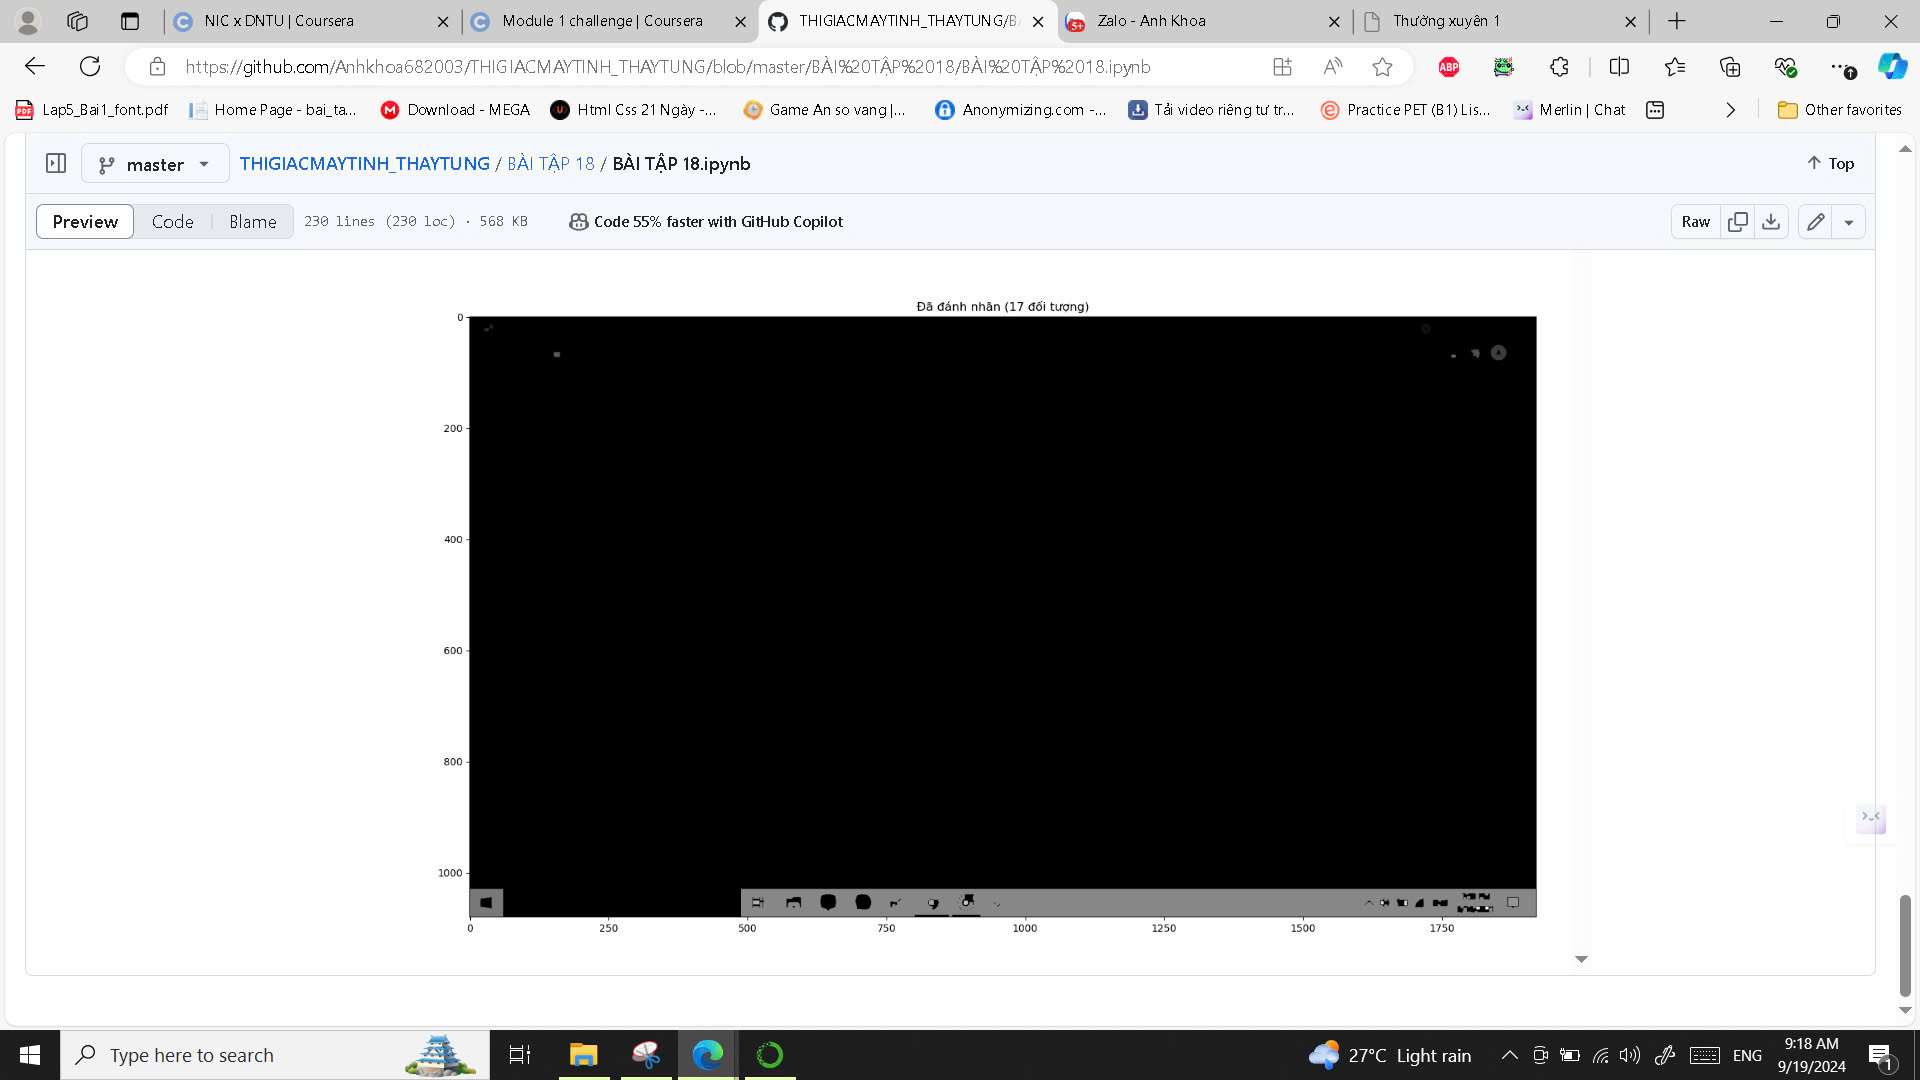 NIC x DNTU | Coursera
Module 1 challenge | Coursera
THIGIACMAYTINH_THAYTUNG/B
Zalo - Anh Khoa
Thường xuyên 1
https://github.com/Anhkhoa682003/THIGIACMAYTINH_THAYTUNG/blob/master/BÀI%20TẬP%2018/BÀI%20TẬP%2018.ipynb
ABP
Lap5_Bai1_font.pdf
Home Page - bai_ta...
Download - MEGA
Html Css 21 Ngày -...
Game An so vang |...
Anonymizing.com -...
Tải video riêng tư tr...
Practice PET (B1) Lis...
Merlin | Chat
Other favorites
master
THIGIACMAYTINH_THAYTUNG / BÀI TẬP 18 / BÀI TẬP 18.ipynb
Top
Preview
Code
Blame
230 lines (230 loc) · 568 KB
Code 55% faster with GitHub Copilot
Raw
Đã đánh nhãn (17 đối tượng)
0
200
400
600
800
1000
0 250 500 750 1000 1250 1500 1750
Type here to search
27°C Light rain
ENG
9:18 AM
9/19/2024
1